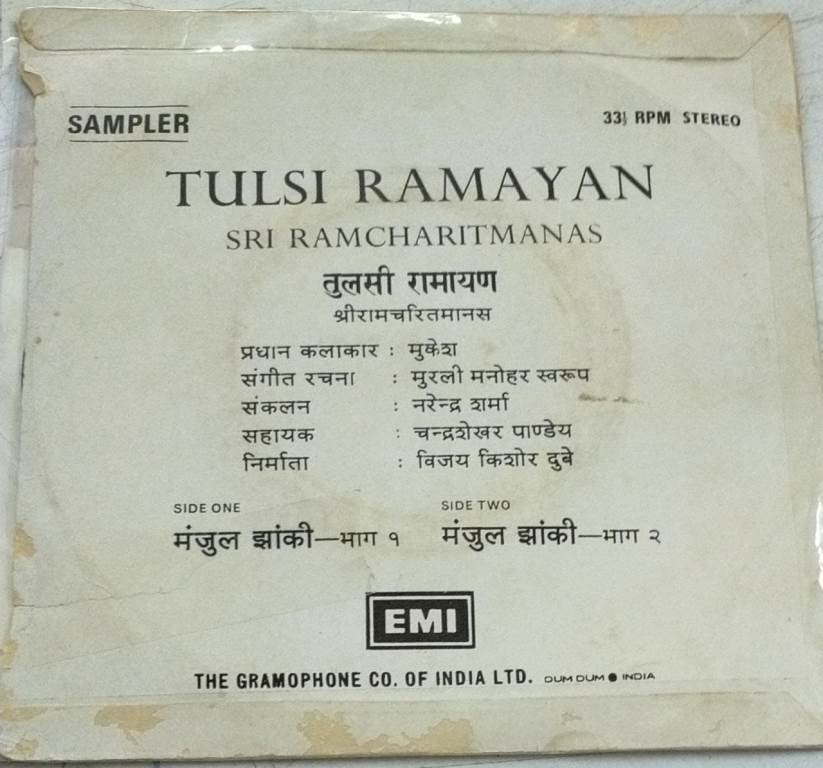 SAMPLER
33⅓ RPM STEREO
TULSI RAMAYAN
SRI RAMCHARITMANAS
तुलसी रामायण
श्रीरामचरितमानस
प्रधान कलाकार : मुकेश
संगीत रचना : मुरली मनोहर स्वरूप
संकलन : नरेन्द्र शर्मा
सहायक : चन्द्रशेखर पाण्डेय
निर्माता : विजय किशोर दुबे
SIDE ONE SIDE TWO
मंजुल झांकी—भाग १ मंजुल झांकी—भाग २
EMI
THE GRAMOPHONE CO. OF INDIA LTD. DUM DUM ● INDIA